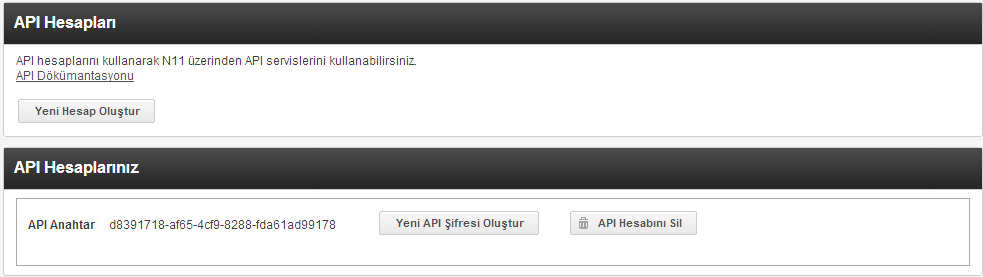 API Hesapları
API hesaplarını kullanarak N11 üzerinden API servislerini kullanabilirsiniz.
API Dökümantasyonu
Yeni Hesap Oluştur
API Hesaplarınız
API Anahtar d8391718-af65-4cf9-8288-fda61ad99178 Yeni API Şifresi Oluştur API Hesabını Sil